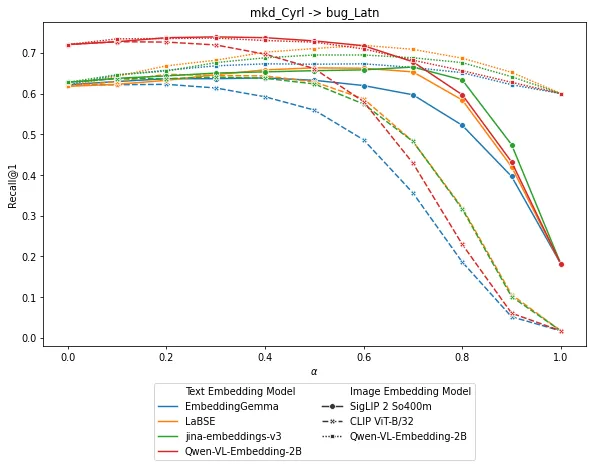 mkd_Cyrl -> bug_Latn
Recall@1
0.7
0.6
0.5
0.4
0.3
0.2
0.1
0.0
0.0 0.2 0.4 0.6 0.8 1.0
α
Text Embedding Model
EmbeddingGemma
LaBSE
jina-embeddings-v3
Qwen-VL-Embedding-2B
Image Embedding Model
SigLIP 2 So400m
CLIP ViT-B/32
Qwen-VL-Embedding-2B